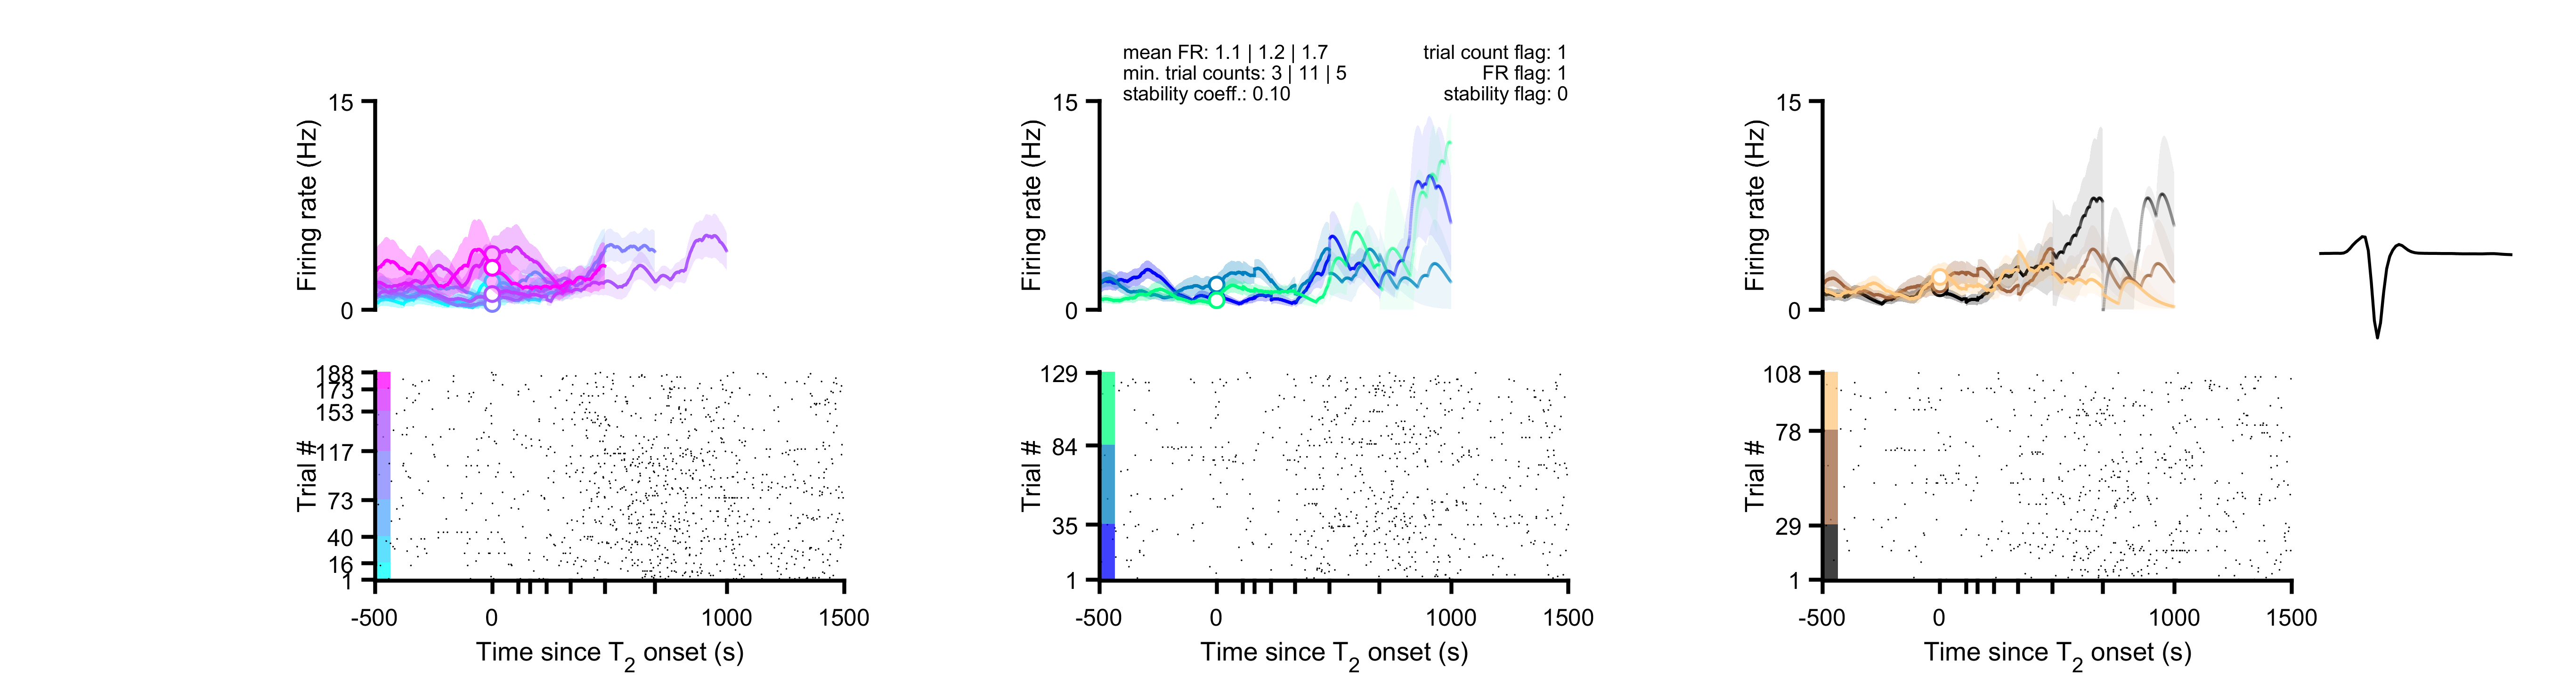 mean FR: 1.1 | 1.2 | 1.7
min. trial counts: 3 | 11 | 5
stability coeff.: 0.10
trial count flag: 1
FR flag: 1
stability flag: 0
15
Firing rate (Hz)
0
15
Firing rate (Hz)
0
15
Firing rate (Hz)
0
188
173
153
117
73
40
16
1
Trial #
-500 0 1000 1500
Time since T2 onset (s)
129
84
35
1
Trial #
-500 0 1000 1500
Time since T2 onset (s)
108
78
29
1
Trial #
-500 0 1000 1500
Time since T2 onset (s)